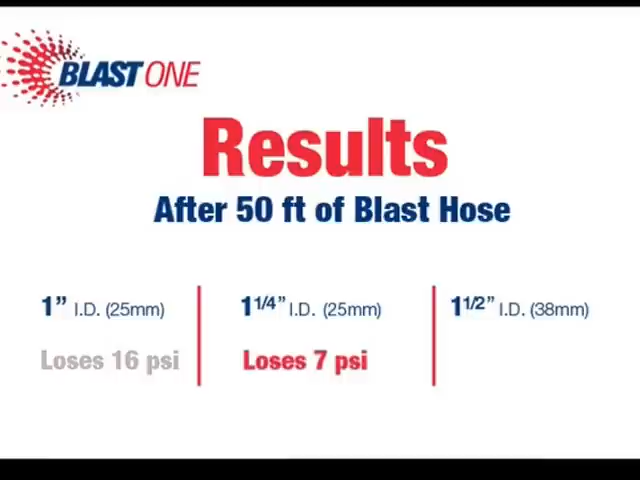 BLAST ONE
Results
After 50 ft of Blast Hose
1” I.D. (25mm)
Loses 16 psi
1 1/4” I.D. (25mm)
Loses 7 psi
1 1/2” I.D. (38mm)